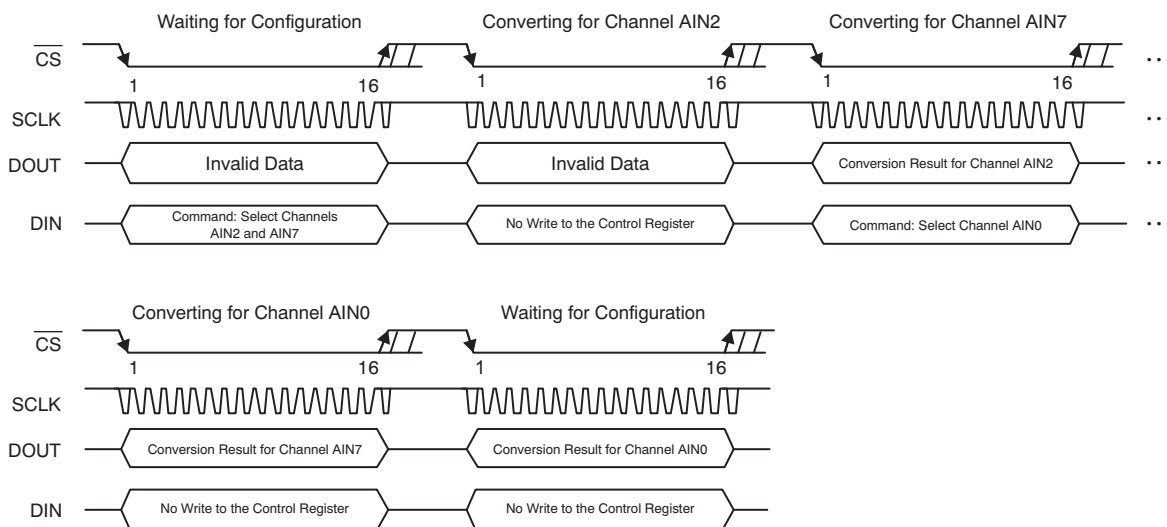 Waiting for Configuration Converting for Channel AIN2 Converting for Channel AIN7
CS
1 16 1 16 1 16 ...
SCLK ...
DOUT Invalid Data Invalid Data Conversion Result for Channel AIN2 ...
DIN Command: Select Channels AIN2 and AIN7 No Write to the Control Register Command: Select Channel AIN0 ...
Converting for Channel AIN0 Waiting for Configuration
CS
1 16 1 16
SCLK
DOUT Conversion Result for Channel AIN7 Conversion Result for Channel AIN0
DIN No Write to the Control Register No Write to the Control Register